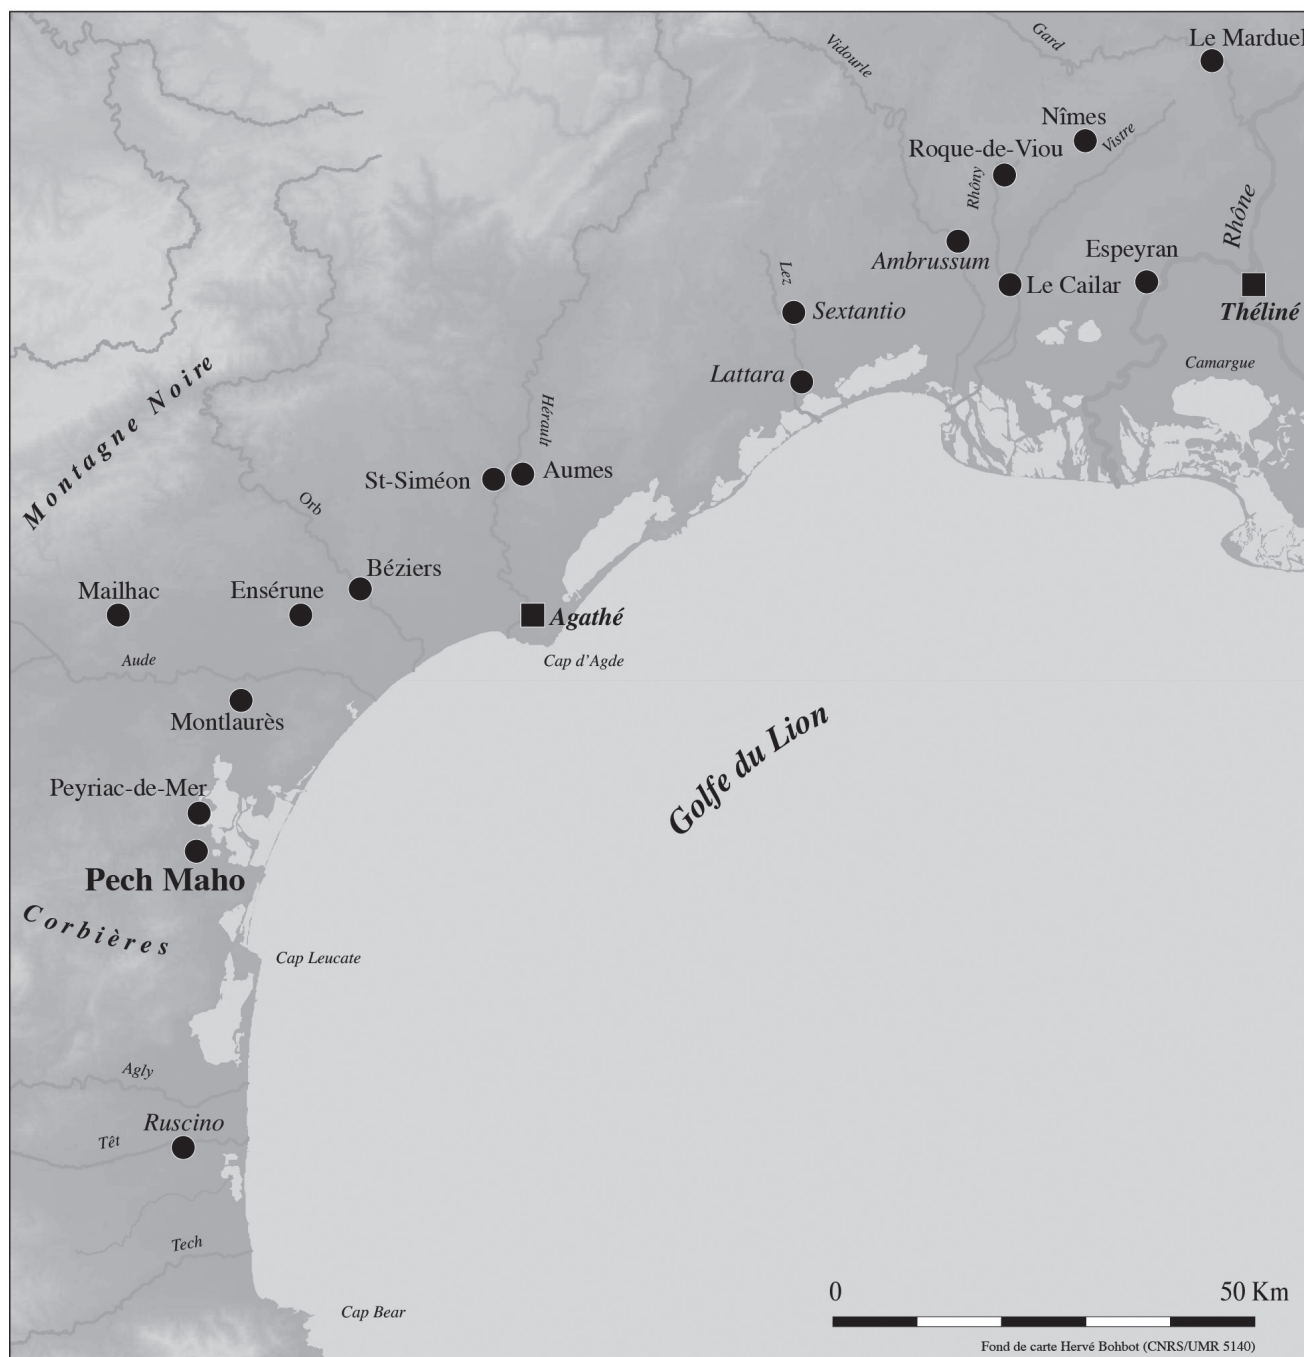 Gard
Vidourle
Le Marduel
Nîmes
Vistre
Roque-de-Viou
Rhôny
Rhône
Ambrussum
Espeyran
Lez
Le Cailar
Sextantio
Théliné
Camargue
Lattara
Montagne Noire
Hérault
St-Siméon
Aumes
Orb
Béziers
Mailhac
Ensérune
Agathé
Aude
Cap d'Agde
Montlaurès
Golfe du Lion
Peyriac-de-Mer
Pech Maho
Corbières
Cap Leucate
Agly
Ruscino
Têt
Tech
Cap Bear
0 50 Km
Fond de carte Hervé Bohbot (CNRS/UMR 5140)